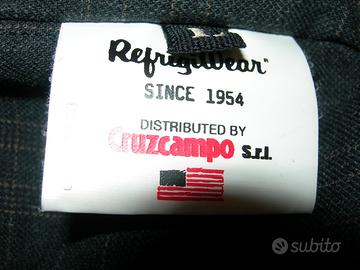 RefrigiWear
SINCE 1954
DISTRIBUTED BY
Cruzcampo s.r.l.
subito